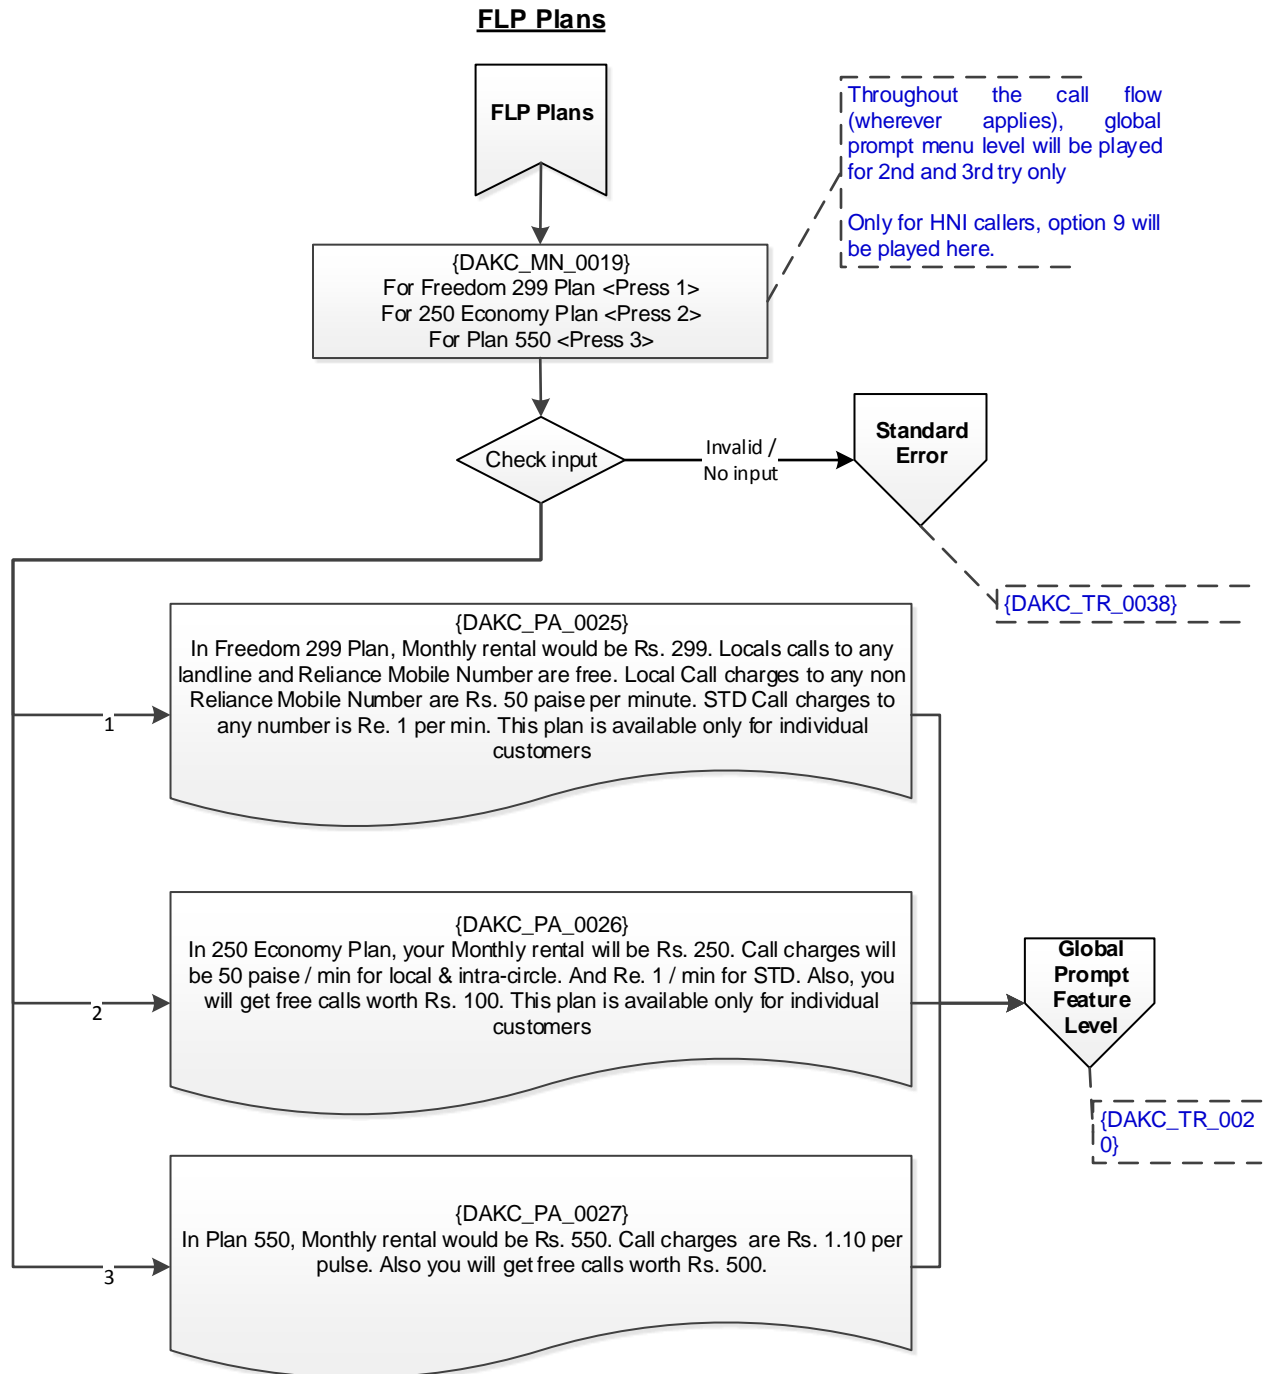 FLP Plans
FLP Plans
Throughout the call flow
(wherever applies), global
prompt menu level will be played
for 2nd and 3rd try only
Only for HNI callers, option 9 will
be played here.
{DAKC_MN_0019}
For Freedom 299 Plan <Press 1>
For 250 Economy Plan <Press 2>
For Plan 550 <Press 3>
Check input
Invalid /
No input
Standard
Error
{DAKC_TR_0038}
{DAKC_PA_0025}
In Freedom 299 Plan, Monthly rental would be Rs. 299. Locals calls to any
landline and Reliance Mobile Number are free. Local Call charges to any non
Reliance Mobile Number are Rs. 50 paise per minute. STD Call charges to
any number is Re. 1 per min. This plan is available only for individual
customers
1
{DAKC_PA_0026}
In 250 Economy Plan, your Monthly rental will be Rs. 250. Call charges will
be 50 paise / min for local & intra-circle. And Re. 1 / min for STD. Also, you
will get free calls worth Rs. 100. This plan is available only for individual
customers
2
Global
Prompt
Feature
Level
{DAKC_TR_002
0}
{DAKC_PA_0027}
In Plan 550, Monthly rental would be Rs. 550. Call charges  are Rs. 1.10 per
pulse. Also you will get free calls worth Rs. 500.
3